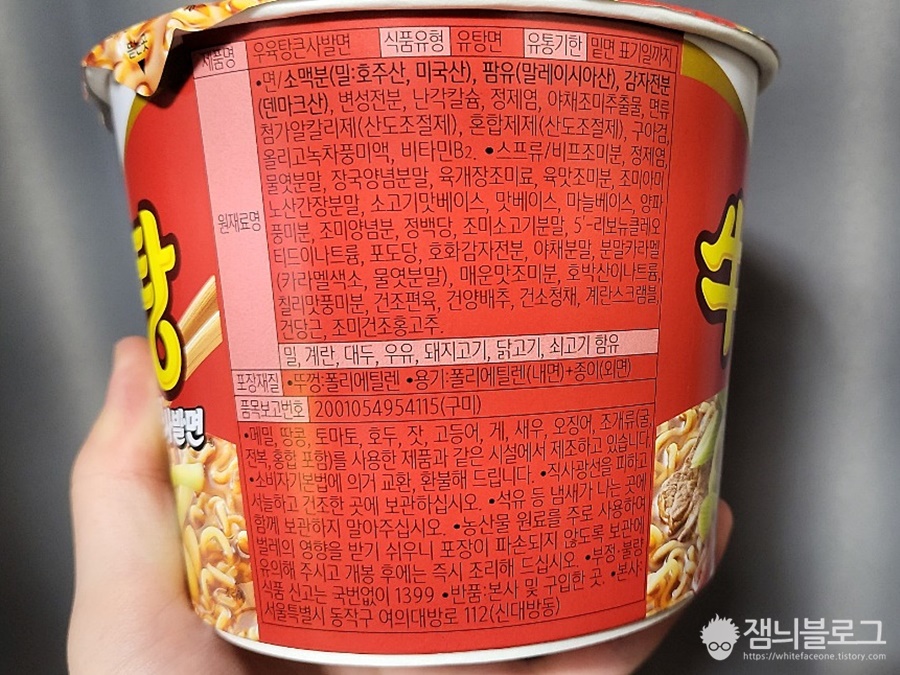 제품명 우육탕큰사발면 식품유형 유탕면 유통기한 밑면 표기일까지
원재료명
•면/소맥분(밀:호주산, 미국산), 팜유(말레이시아산), 감자전분
(덴마크산), 변성전분, 난각칼슘, 정제염, 야채조미추출물, 면류
첨가알칼리제(산도조절제), 혼합제제(산도조절제), 구아검,
올리고녹차풍미액, 비타민B2. •스프류/비프조미분, 정제염,
물엿분말, 장국양념분말, 육개장조미료, 육맛조미분, 조미아미
노산간장분말, 소고기맛베이스, 맛베이스, 마늘베이스, 양파
풍미분, 조미양념분, 정백당, 조미소고기분말, 5'-리보뉴클레오
티드이나트륨, 포도당, 호화감자전분, 야채분말, 분말카라멜
(카라멜색소, 물엿분말), 매운맛조미분, 호박산이나트륨,
칠리맛풍미분, 건조편육, 건양배추, 건소청채, 계란스크램블,
건당근, 조미건조홍고추.
밀, 계란, 대두, 우유, 돼지고기, 닭고기, 쇠고기 함유
포장재질 •뚜껑:폴리에틸렌 •용기:폴리에틸렌(내면)+종이(외면)
품목보고번호 2001054954115(구미)
•메밀, 땅콩, 토마토, 호두, 잣, 고등어, 게, 새우, 오징어, 조개류(굴,
전복, 홍합 포함)를 사용한 제품과 같은 시설에서 제조하고 있습니다.
•소비자기본법에 의거 교환, 환불해 드립니다. •직사광선을 피하고
서늘하고 건조한 곳에 보관하십시오. •석유 등 냄새가 나는 곳에
함께 보관하지 말아주십시오. •농산물 원료를 주로 사용하여
벌레의 영향을 받기 쉬우니 포장이 파손되지 않도록 보관에
유의해 주시고 개봉 후에는 즉시 조리해 드십시오. •부정·불량
식품 신고는 국번없이 1399 •반품:본사 및 구입한 곳 •본사:
서울특별시 동작구 여의대방로 112(신대방동)
탕
사발면
잼니블로그
https://whitefaceone.tistory.com